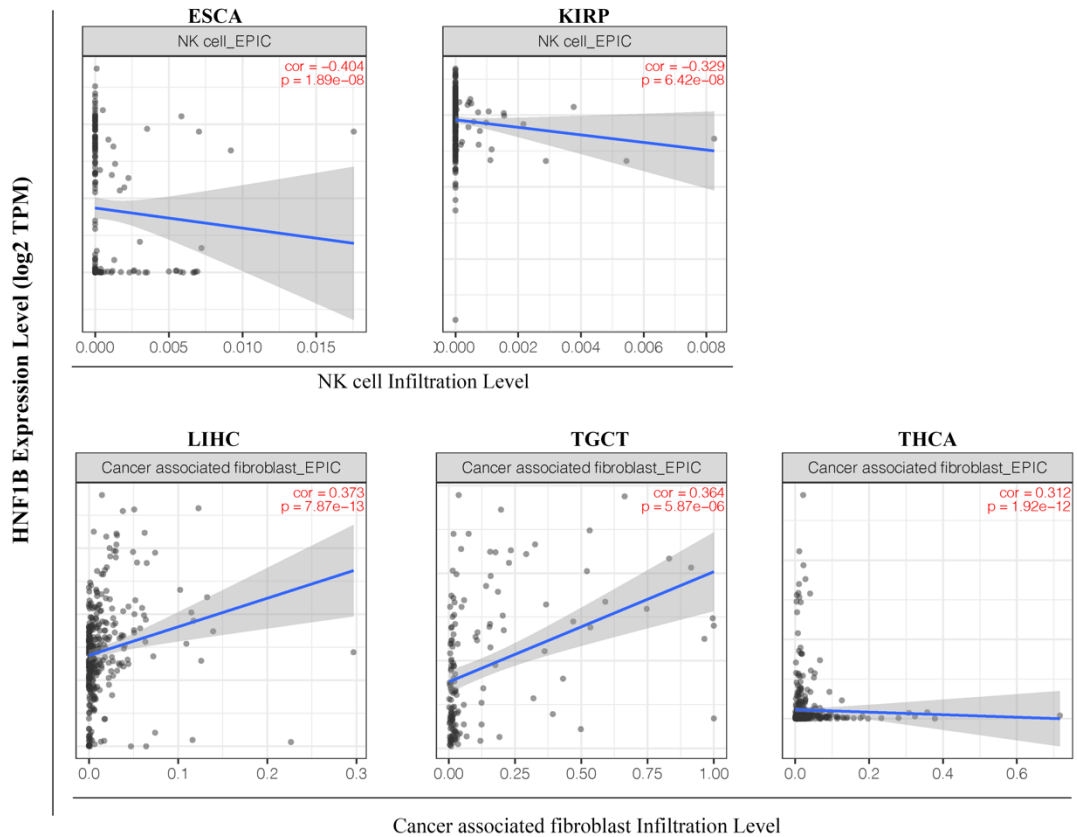 ESCA
KIRP
NK cell_EPIC
NK cell_EPIC
cor = −0.404
p = 1.89e−08
cor = −0.329
p = 6.42e−08
0.000 0.005 0.010 0.015
0.000 0.002 0.004 0.006 0.008
NK cell Infiltration Level
HNF1B Expression Level (log2 TPM)
LIHC
TGCT
THCA
Cancer associated fibroblast_EPIC
Cancer associated fibroblast_EPIC
Cancer associated fibroblast_EPIC
cor = 0.373
p = 7.87e−13
cor = 0.364
p = 5.87e−06
cor = 0.312
p = 1.92e−12
0.0 0.1 0.2 0.3
0.00 0.25 0.50 0.75 1.00
0.0 0.2 0.4 0.6
Cancer associated fibroblast Infiltration Level